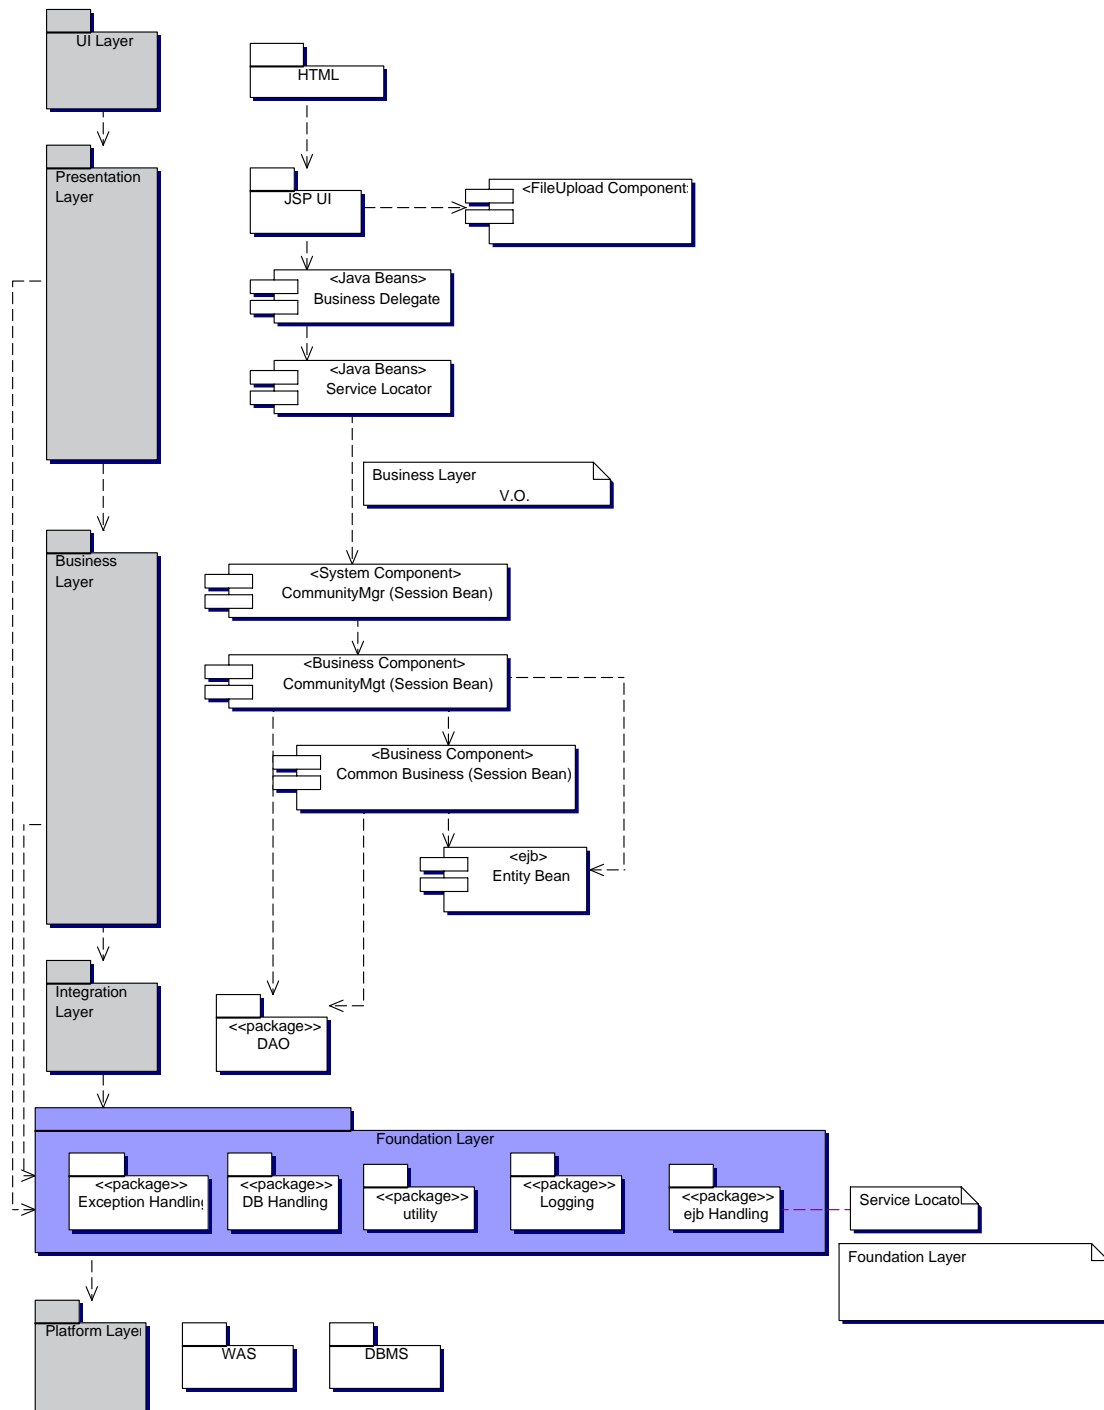 UI Layer
HTML
Presentation
Layer
JSP UI
<FileUpload Component>
<Java Beans>
Business Delegate
<Java Beans>
Service Locator
Business Layer
V.O.
Business
Layer
<System Component>
CommunityMgr (Session Bean)
<Business Component>
CommunityMgt (Session Bean)
<Business Component>
Common Business (Session Bean)
<ejb>
Entity Bean
Integration
Layer
<<package>>
DAO
Foundation Layer
<<package>>
Exception Handling
<<package>>
DB Handling
<<package>>
utility
<<package>>
Logging
<<package>>
ejb Handling
Service Locator
Foundation Layer
Platform Layer
WAS
DBMS